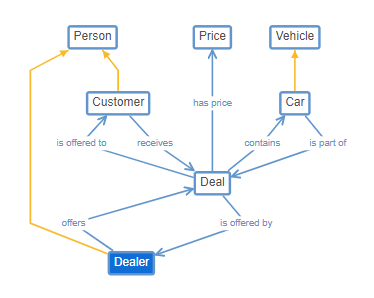 Person
Price
Vehicle
Customer
has price
Car
is offered to
receives
contains
is part of
Deal
offers
is offered by
Dealer